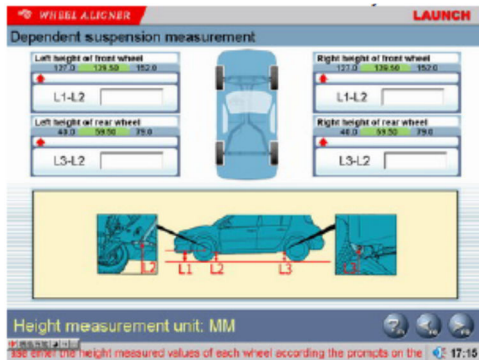 WHEEL ALIGNER LAUNCH
Dependent suspension measurement
Left height of front wheel Right height of front wheel
127.0 139.50 152.0 127.0 139.50 152.0
L1-L2 L1-L2
Left height of rear wheel Right height of rear wheel
40.0 59.50 79.0 40.0 59.50 79.0
L3-L2 L3-L2
L2 L1 L2 L3
Height measurement unit: MM
enter the height measured values of each wheel according the prompts on the 17:15